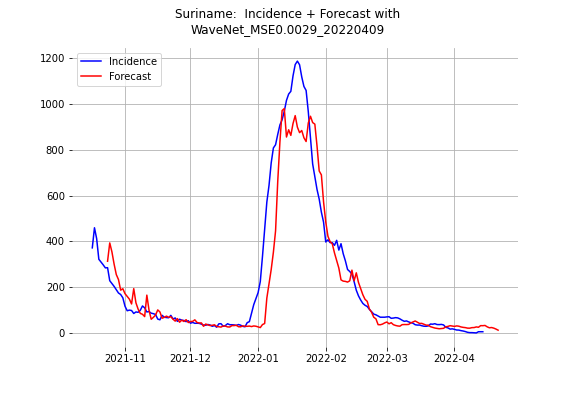 Suriname:  Incidence + Forecast with
WaveNet_MSE0.0029_20220409
Incidence
Forecast
1200
1000
800
600
400
200
0
2021-11 2021-12 2022-01 2022-02 2022-03 2022-04